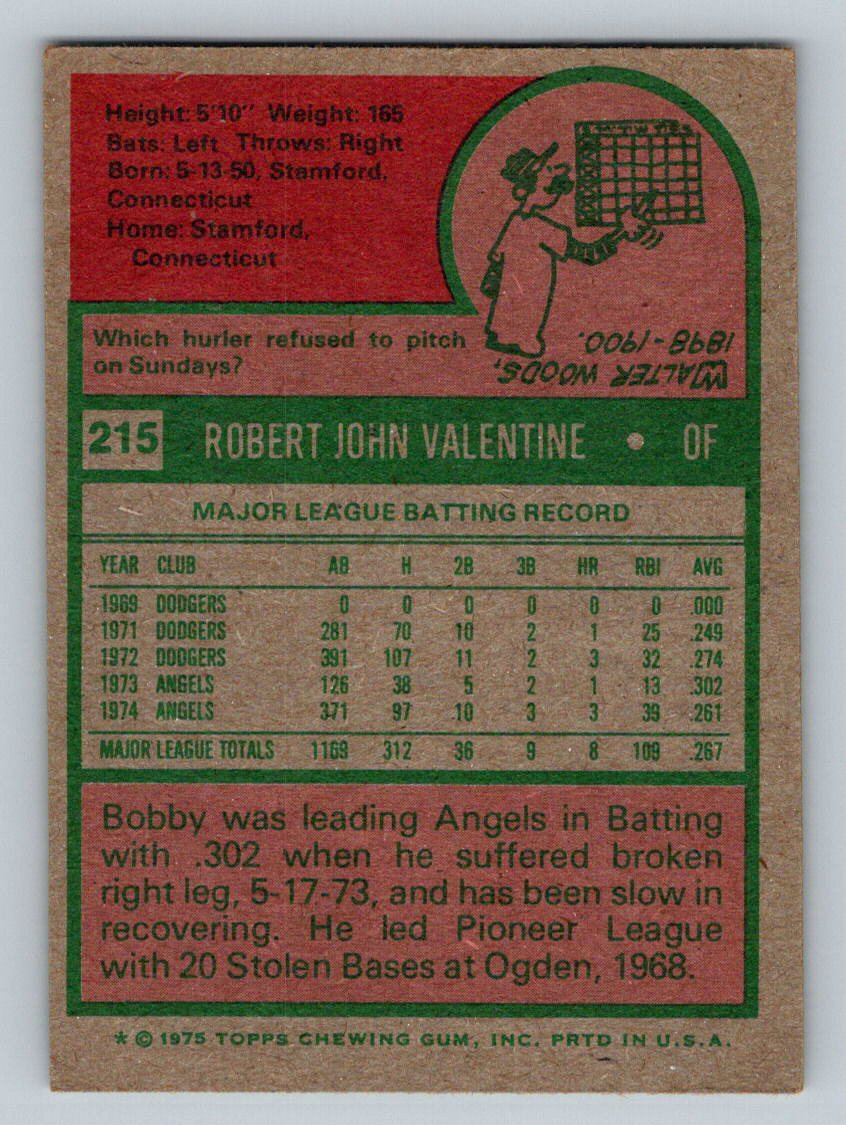 Height: 5'10" Weight: 165
Bats: Left Throws: Right
Born: 5-13-50, Stamford,
Connecticut
Home: Stamford,
Connecticut
Which hurler refused to pitch
on Sundays?
WALTER WOODS,
1898-1900.
215 ROBERT JOHN VALENTINE • OF
MAJOR LEAGUE BATTING RECORD
YEAR CLUB AB H 2B 3B HR RBI AVG
1969 DODGERS 0 0 0 0 0 0 .000
1971 DODGERS 281 70 10 2 1 25 .249
1972 DODGERS 391 107 11 2 3 32 .274
1973 ANGELS 126 38 5 2 1 13 .302
1974 ANGELS 371 97 10 3 3 39 .261
MAJOR LEAGUE TOTALS 1169 312 36 9 8 109 .267
Bobby was leading Angels in Batting
with .302 when he suffered broken
right leg, 5-17-73, and has been slow in
recovering. He led Pioneer League
with 20 Stolen Bases at Ogden, 1968.
* © 1975 TOPPS CHEWING GUM, INC. PRTD IN U.S.A.